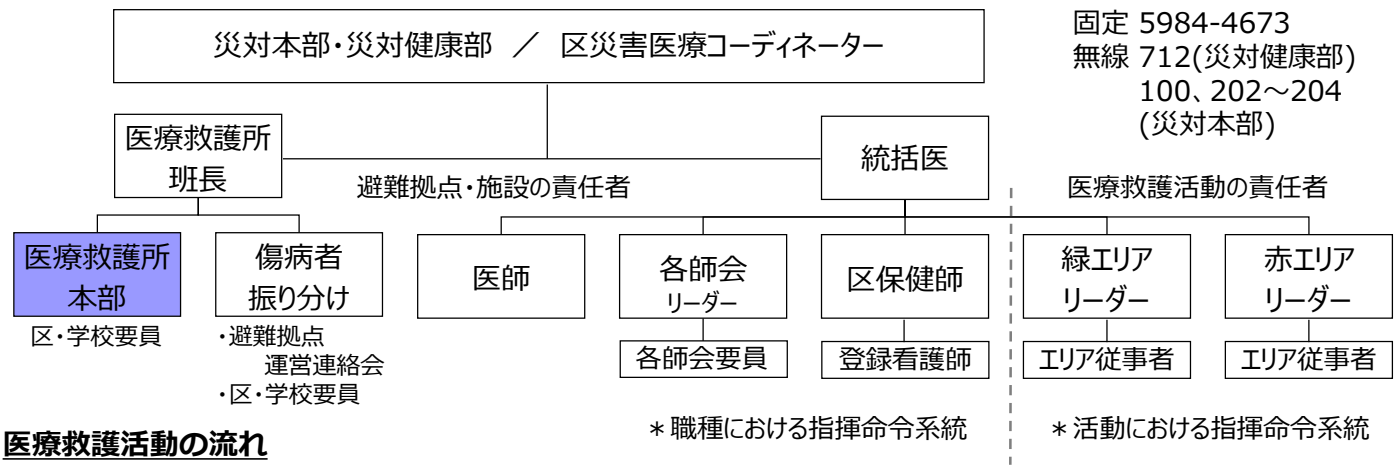 災対本部・災対健康部 ／ 区災害医療コーディネーター
固定 5984-4673
無線 712(災対健康部)
100、202～204
(災対本部)
医療救護所
班長
統括医
避難拠点・施設の責任者
医療救護活動の責任者
医療救護所
本部
傷病者
振り分け
医師
各師会
リーダー
区保健師
緑エリア
リーダー
赤エリア
リーダー
区・学校要員
・避難拠点
運営連絡会
・区・学校要員
各師会要員
登録看護師
エリア従事者
エリア従事者
＊職種における指揮命令系統
＊活動における指揮命令系統
医療救護活動の流れ